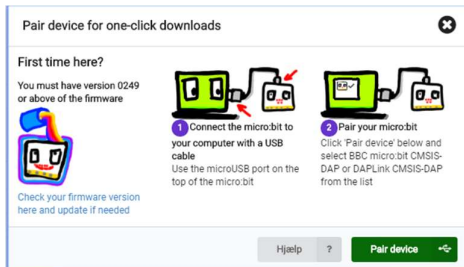 Pair device for one-click downloads
First time here?
You must have version 0249
or above of the firmware
Check your firmware version
here and update if needed
1 Connect the micro:bit to
your computer with a USB
cable
Use the microUSB port on the
top of the micro:bit
2 Pair your micro:bit
Click 'Pair device' below and
select BBC micro:bit CMSIS-
DAP or DAPLink CMSIS-DAP
from the list
Hjælp ?
Pair device